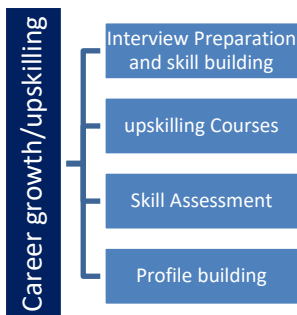 Career growth/upskilling
Interview Preparation
and skill building
upskilling Courses
Skill Assessment
Profile building